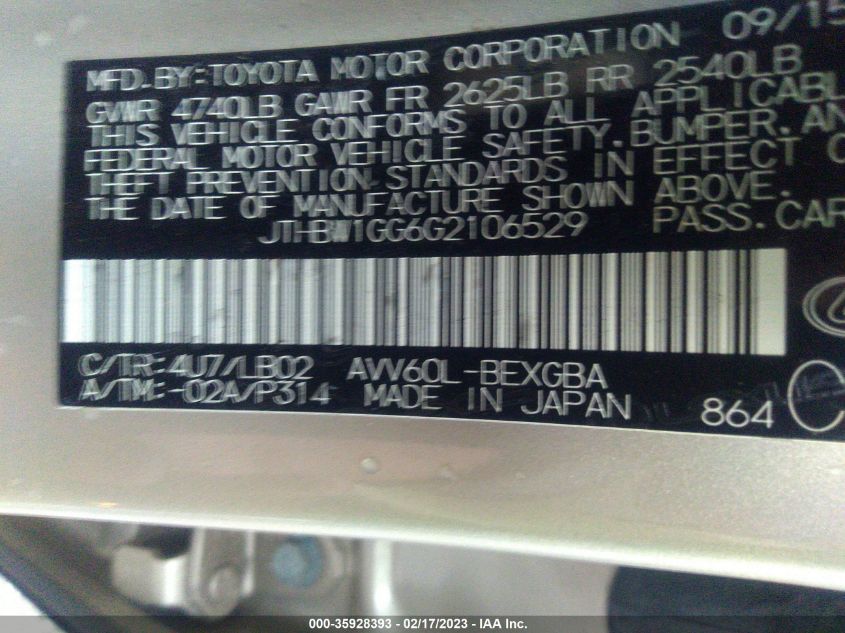 MFD. BY: TOYOTA MOTOR CORPORATION 09/15
GVWR 4740LB GAWR FR 2625LB RR 2540LB
THIS VEHICLE CONFORMS TO ALL APPLICABL
FEDERAL MOTOR VEHICLE SAFETY, BUMPER, AN
THEFT PREVENTION STANDARDS IN EFFECT O
THE DATE OF MANUFACTURE SHOWN ABOVE.
JTHBW1GG6G2106529 PASS. CAR
C/TR: 4U7/LB02 AVV60L-BEXGBA
A/TM: -02A/P314 MADE IN JAPAN 864
000-35928393 - 02/17/2023 - IAA Inc.